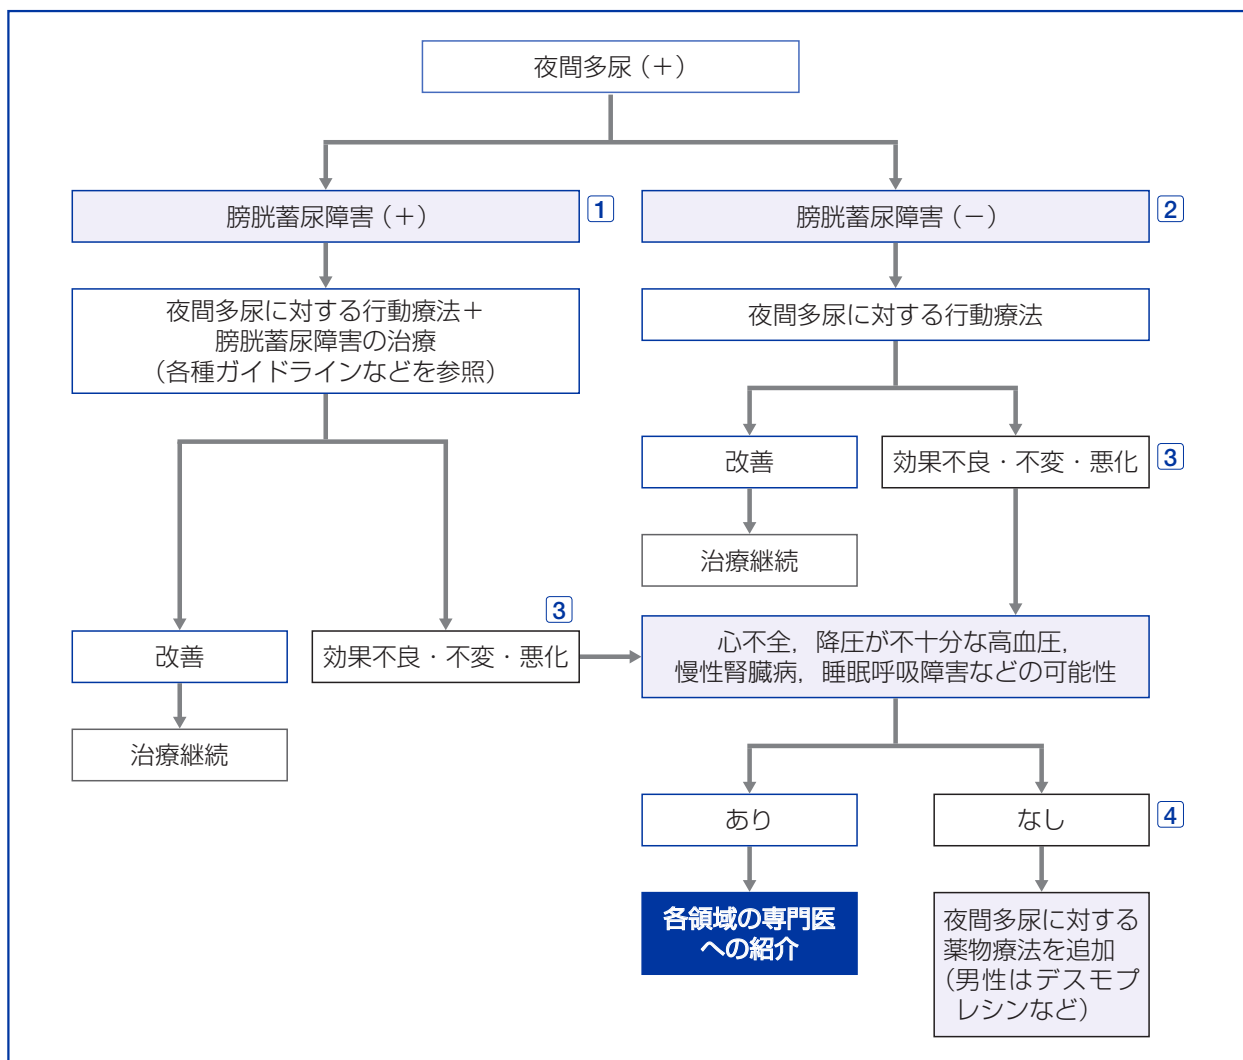 夜間多尿（＋）
膀胱蓄尿障害（＋）
1
膀胱蓄尿障害（－）
2
夜間多尿に対する行動療法＋
膀胱蓄尿障害の治療
（各種ガイドラインなどを参照）
夜間多尿に対する行動療法
改善
効果不良・不変・悪化
3
治療継続
改善
効果不良・不変・悪化
3
心不全，降圧が不十分な高血圧，
慢性腎臓病，睡眠呼吸障害などの可能性
治療継続
あり
なし
4
各領域の専門医
への紹介
夜間多尿に対する
薬物療法を追加
（男性はデスモプ
レシンなど）